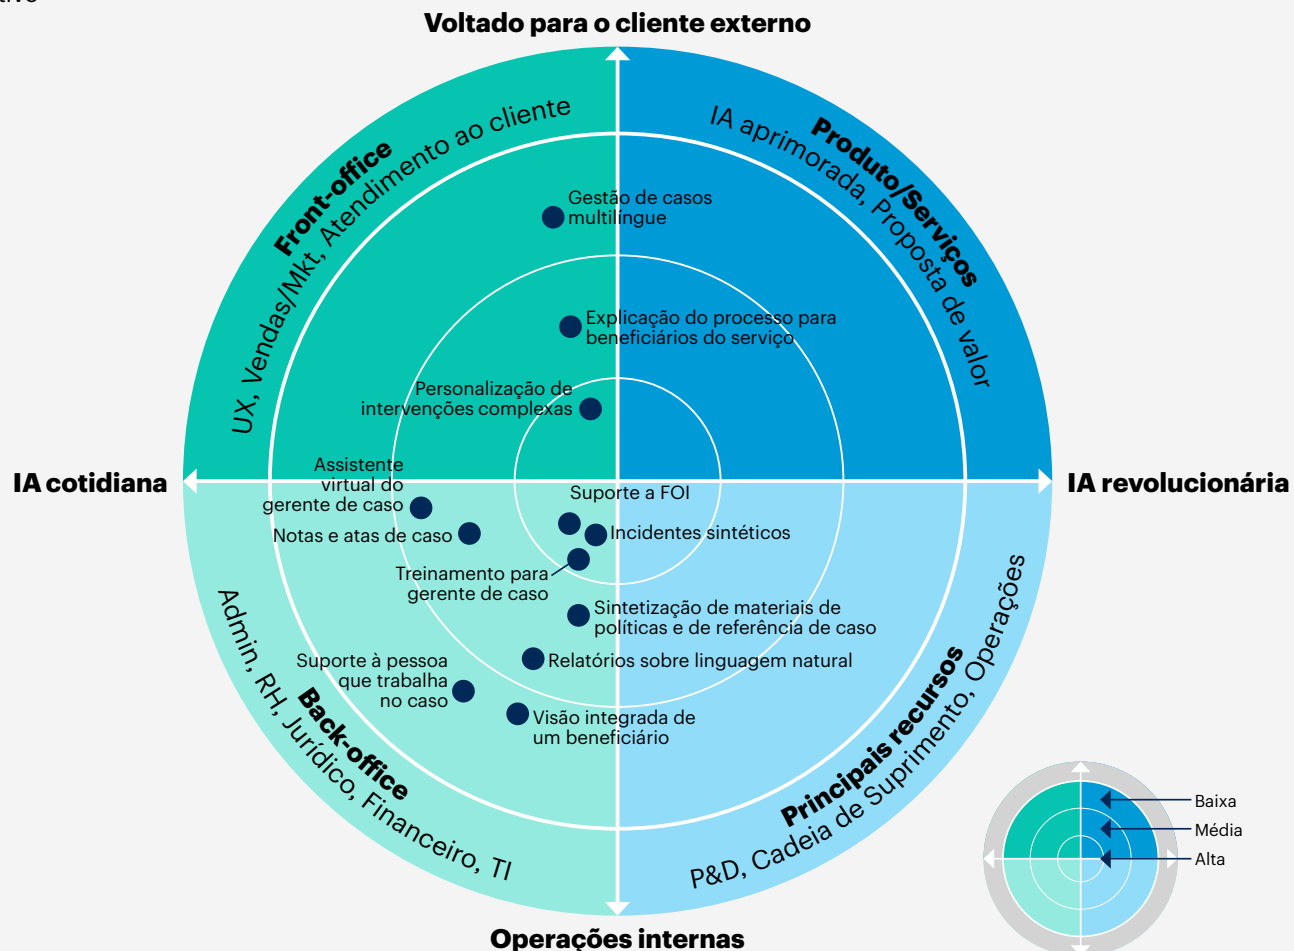 Voltado para o cliente externo
Front-office
UX, Vendas/Mkt, Atendimento ao cliente
Produto/Serviços
IA aprimorada, Proposta de valor
Gestão de casos
multilíngue
Explicação do processo para
beneficiários do serviço
Personalização de
intervenções complexas
IA cotidiana
IA revolucionária
Assistente
virtual do
gerente de caso
Notas e atas de caso
Suporte a FOI
Incidentes sintéticos
Treinamento para
gerente de caso
Sintetização de materiais de
políticas e de referência de caso
Relatórios sobre linguagem natural
Suporte à pessoa
que trabalha
no caso
Visão integrada de
um beneficiário
Back-office
Admin, RH, Jurídico, Financeiro, TI
Principais recursos
P&D, Cadeia de Suprimento, Operações
Operações internas
Baixa
Média
Alta